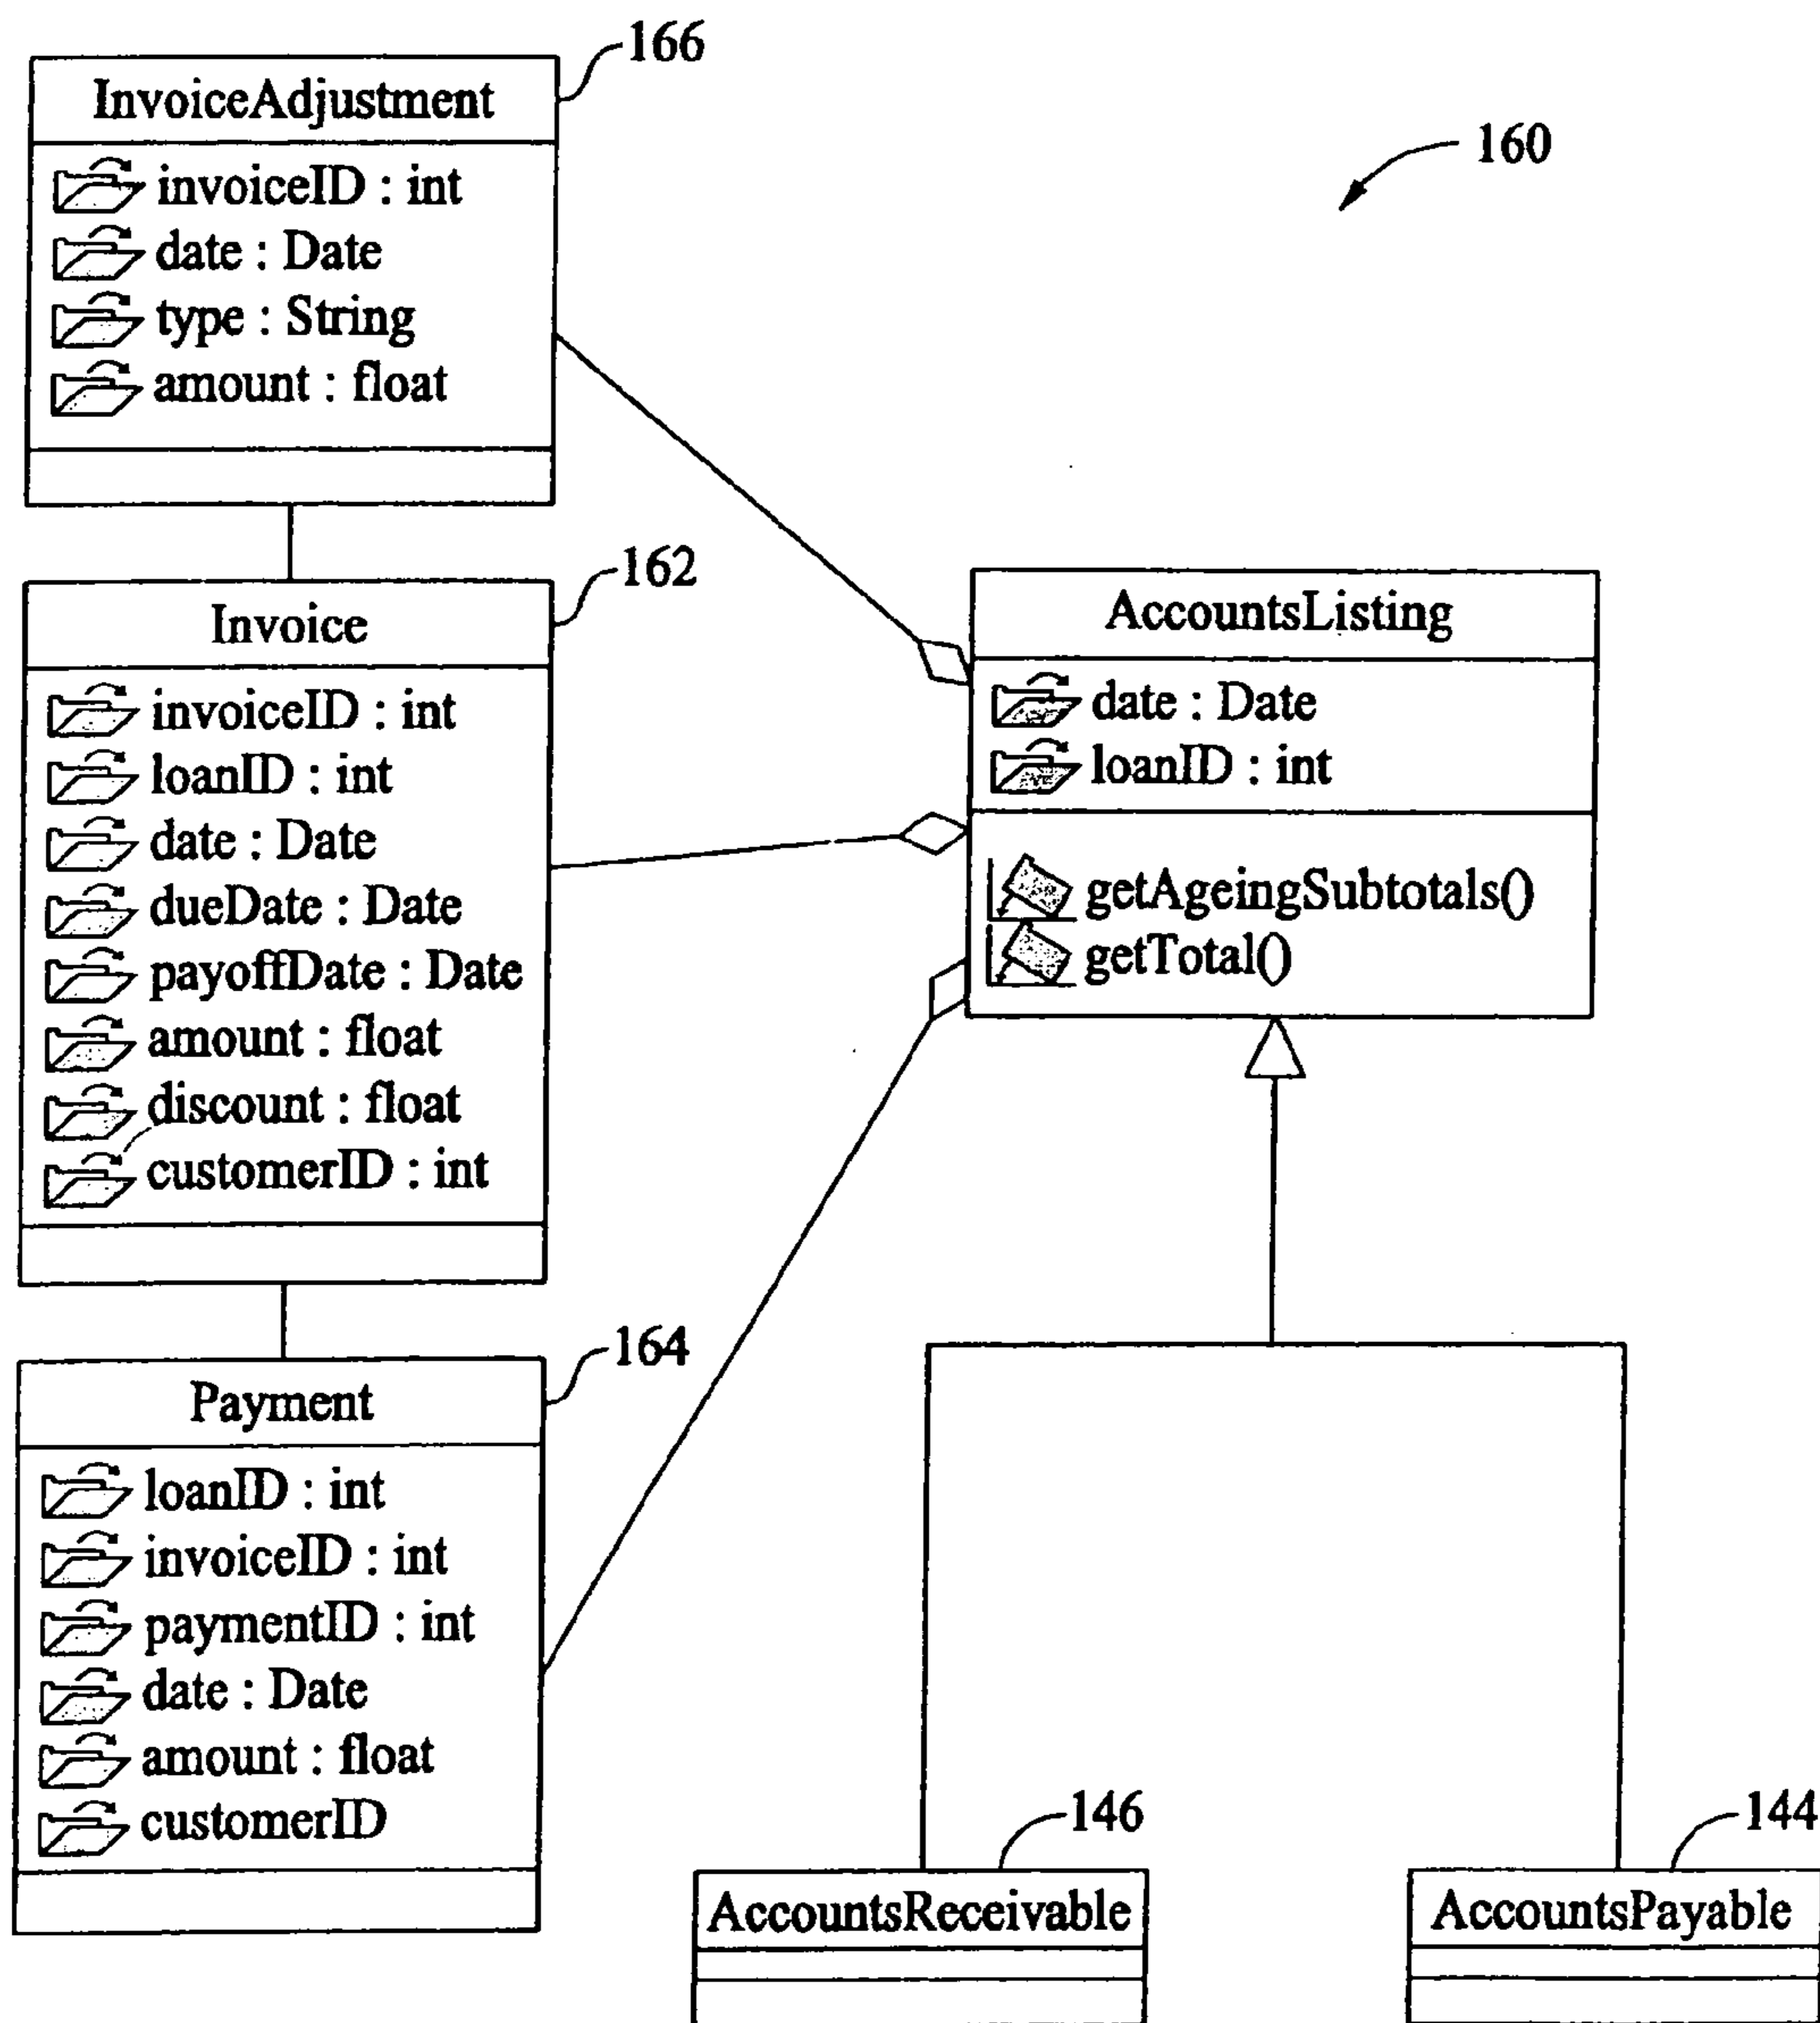 166
InvoiceAdjustment
invoiceID : int
date : Date
type : String
amount : float
160
162
Invoice
invoiceID : int
loanID : int
date : Date
dueDate : Date
payoffDate : Date
amount : float
discount : float
customerID : int
AccountsListing
date : Date
loanID : int
getAgeingSubtotals()
getTotal()
164
Payment
loanID : int
invoiceID : int
paymentID : int
date : Date
amount : float
customerID
146
AccountsReceivable
144
AccountsPayable